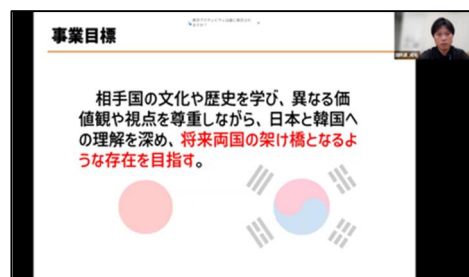 事業目標
相手国の文化や歴史を学び、異なる価
値観や視点を尊重しながら、日本と韓国へ
の理解を深め、将来両国の架け橋となるよ
うな存在を目指す。